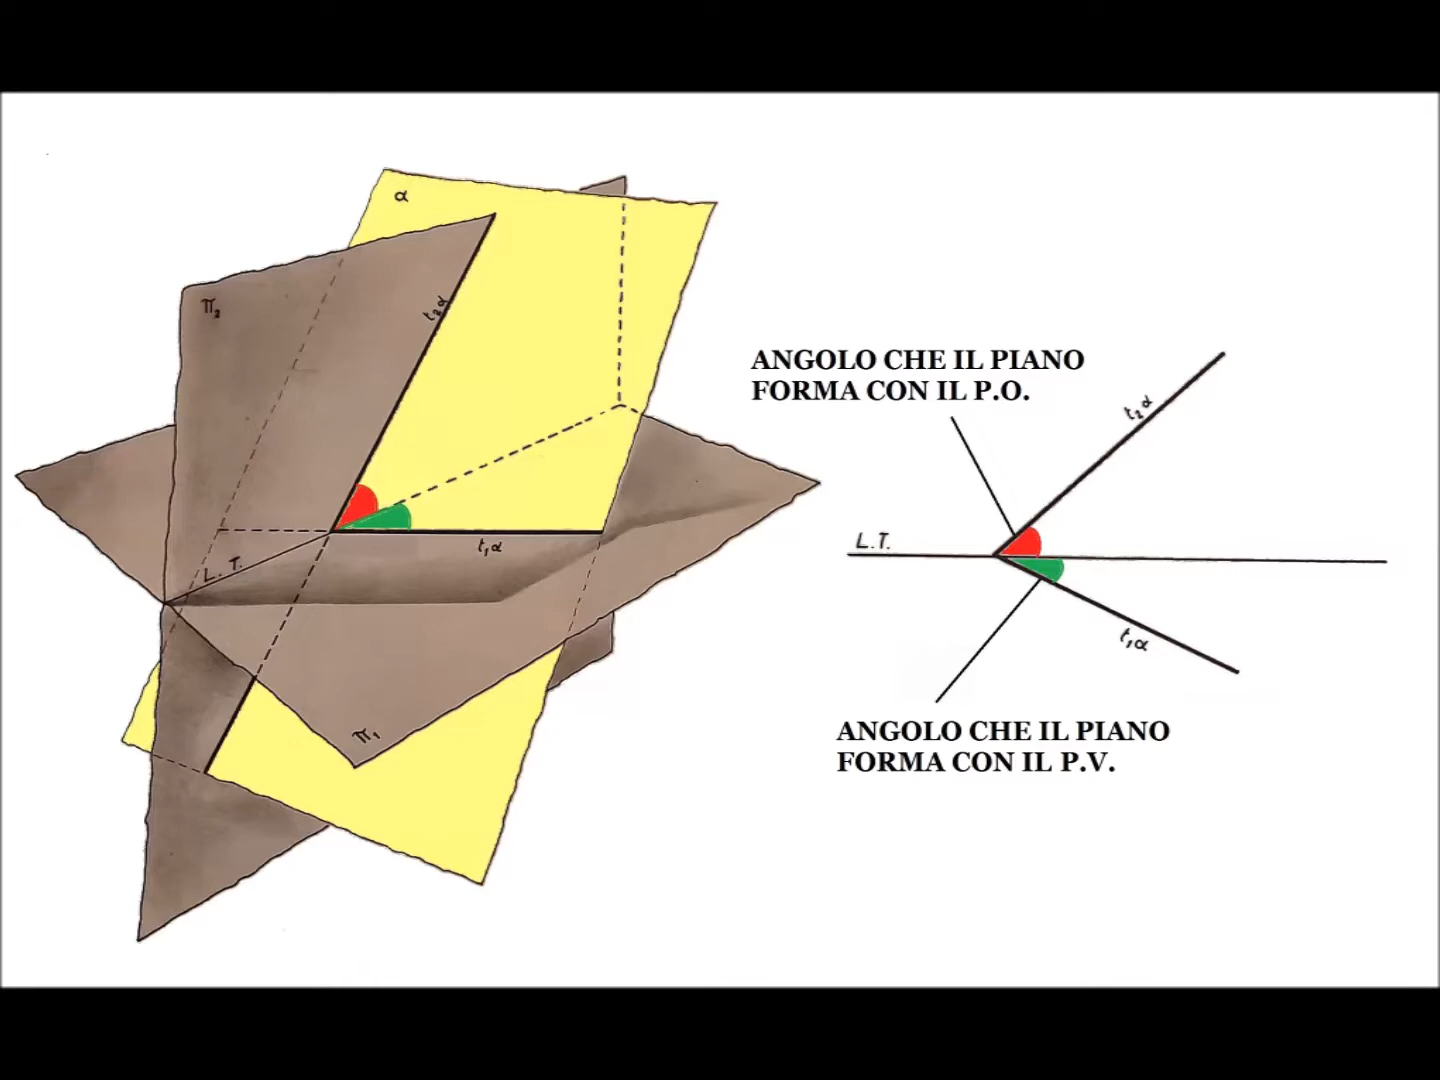 α
π₂
t₂α
L.T.
t₁α
π₁
ANGOLO CHE IL PIANO
FORMA CON IL P.O.
t₂α
L.T.
t₁α
ANGOLO CHE IL PIANO
FORMA CON IL P.V.